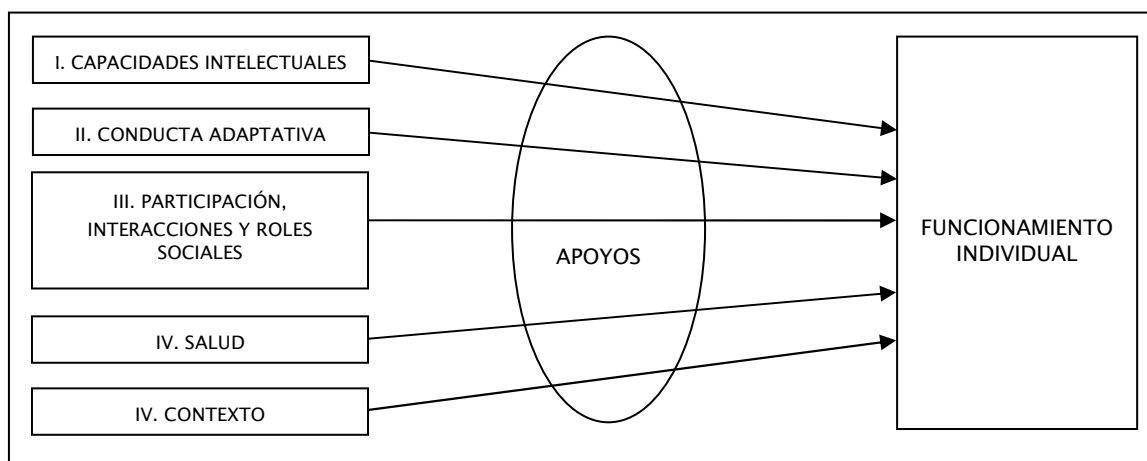 I. CAPACIDADES INTELECTUALES
II. CONDUCTA ADAPTATIVA
III. PARTICIPACIÓN,
INTERACCIONES Y ROLES
SOCIALES
IV. SALUD
IV. CONTEXTO
APOYOS
FUNCIONAMIENTO
INDIVIDUAL